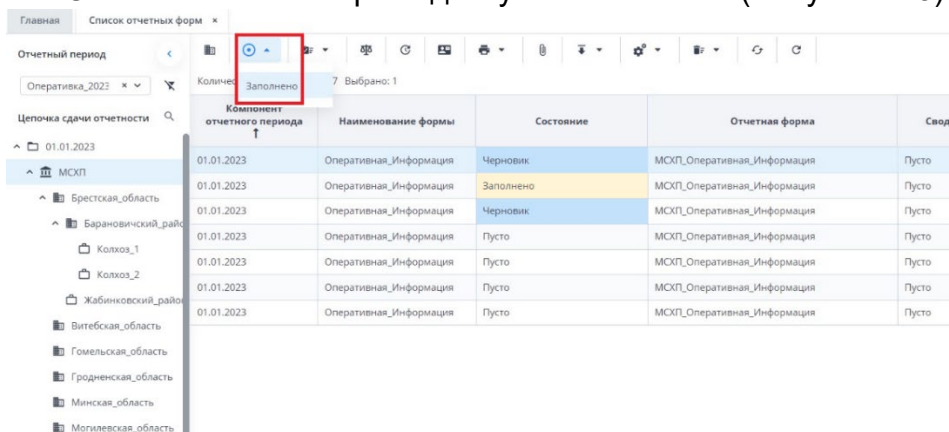 Главная Список отчетных форм ×
Отчетный период
Оперативка_2023 ×
Цепочка сдачи отчетности
01.01.2023
МСХП
Брестская_область
Барановичский_райо
Колхоз_1
Колхоз_2
Жабинковский_район
Витебская_область
Гомельская_область
Гродненская_область
Минская_область
Могилевская_область
Заполнено
7 Выбрано: 1
Компонент отчетного периода ↑ Наименование формы Состояние Отчетная форма Свод
01.01.2023 Оперативная_Информация Черновик МСХП_Оперативная_Информация Пусто
01.01.2023 Оперативная_Информация Заполнено МСХП_Оперативная_Информация Пусто
01.01.2023 Оперативная_Информация Черновик МСХП_Оперативная_Информация Пусто
01.01.2023 Оперативная_Информация Пусто МСХП_Оперативная_Информация Пусто
01.01.2023 Оперативная_Информация Пусто МСХП_Оперативная_Информация Пусто
01.01.2023 Оперативная_Информация Пусто МСХП_Оперативная_Информация Пусто
01.01.2023 Оперативная_Информация Пусто МСХП_Оперативная_Информация Пусто